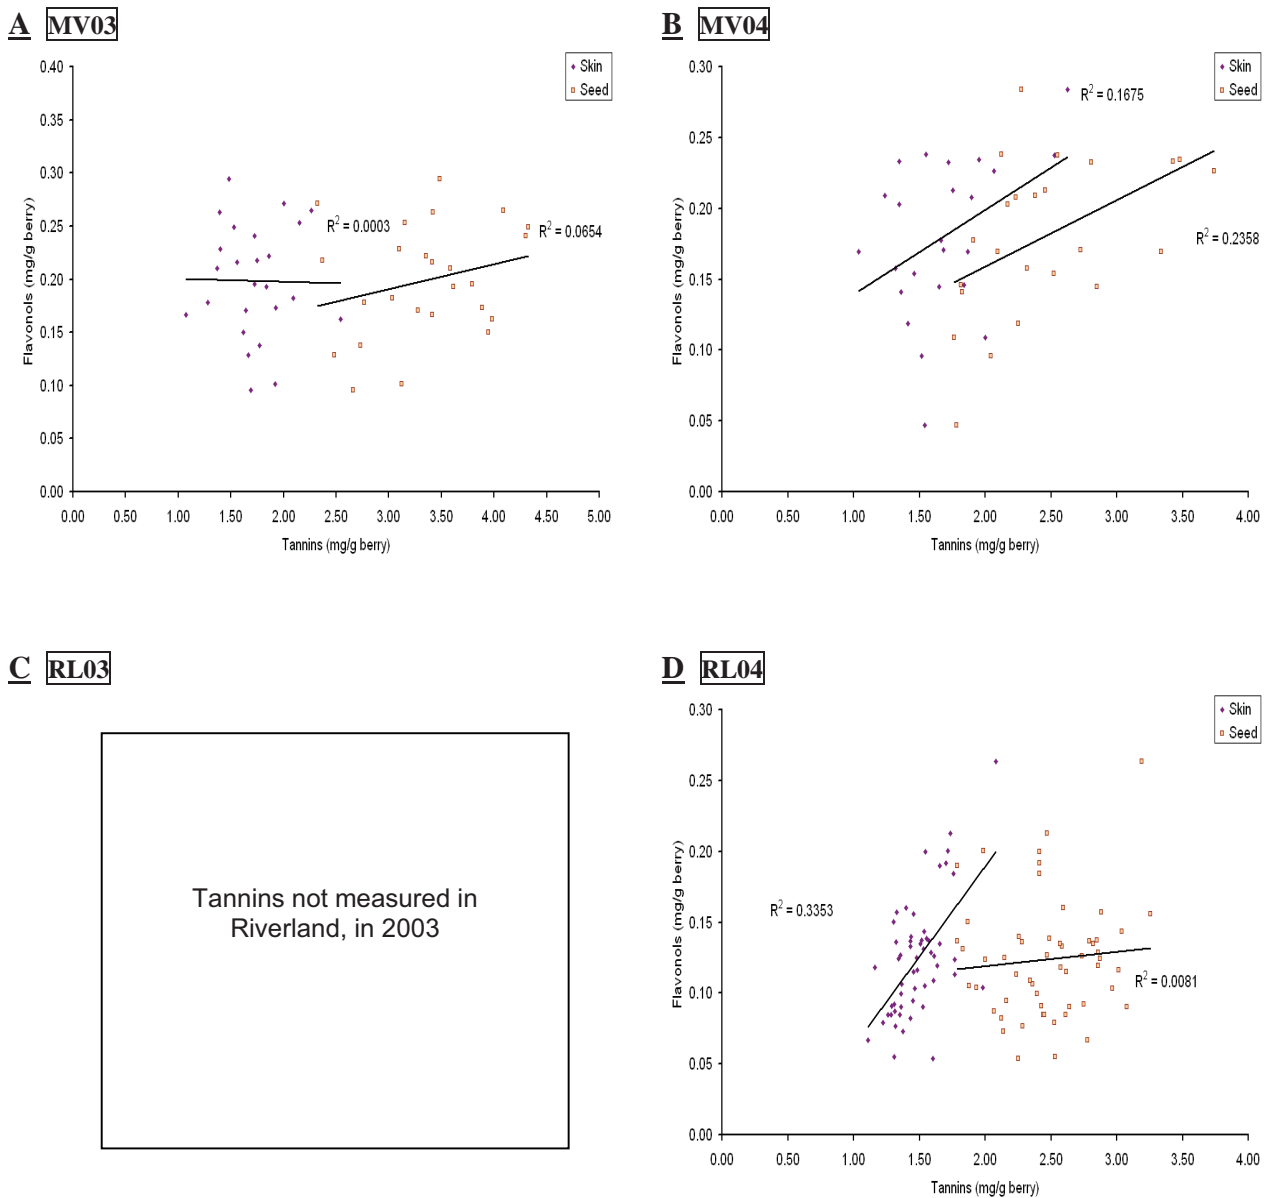 A MV03
Skin
Seed
0.40
0.35
0.30
0.25
0.20
0.15
0.10
0.05
0.00
Flavonols (mg/g berry)
R² = 0.0003
R² = 0.0654
0.00 0.50 1.00 1.50 2.00 2.50 3.00 3.50 4.00 4.50 5.00
Tannins (mg/g berry)
B MV04
Skin
Seed
0.30
0.25
0.20
0.15
0.10
0.05
0.00
Flavonols (mg/g berry)
R² = 0.1675
R² = 0.2358
0.00 0.50 1.00 1.50 2.00 2.50 3.00 3.50 4.00
Tannins (mg/g berry)
C RL03
Tannins not measured in
Riverland, in 2003
D RL04
Skin
Seed
0.30
0.25
0.20
0.15
0.10
0.05
0.00
Flavonols (mg/g berry)
R² = 0.3353
R² = 0.0081
0.00 0.50 1.00 1.50 2.00 2.50 3.00 3.50 4.00
Tannins (mg/g berry)